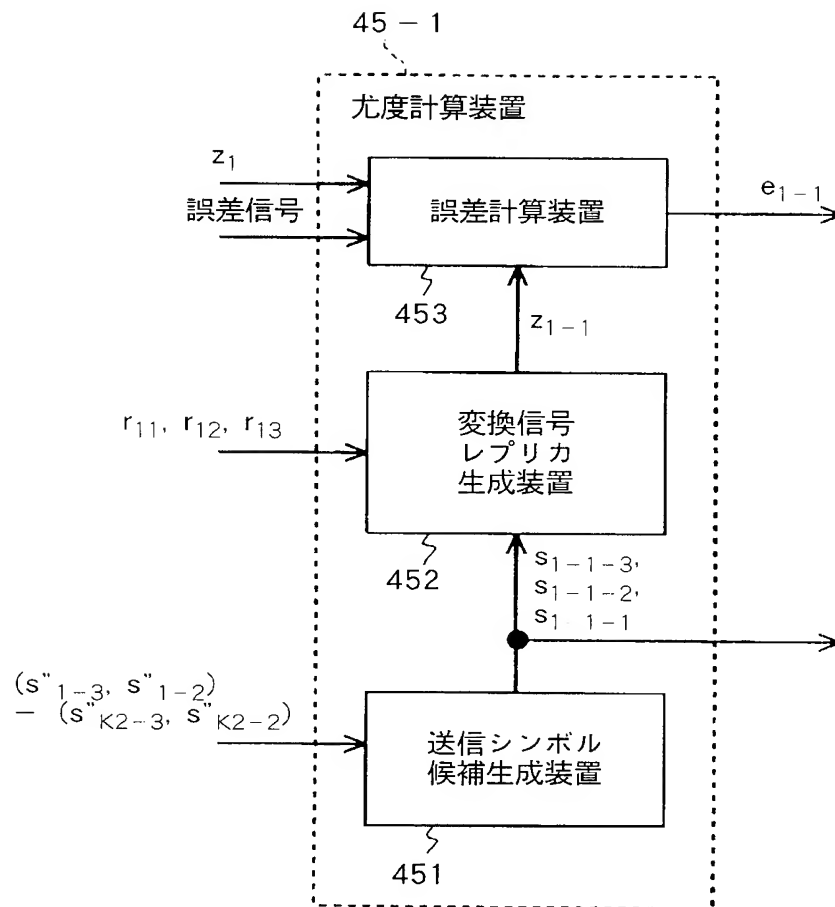 45-1
尤度計算装置
z1
誤差信号
誤差計算装置
e1-1
453
z1-1
r11, r12, r13
変換信号
レプリカ
生成装置
452
s1-1-3,
s1-1-2,
s1-1-1
(s"1-3, s"1-2)
― (s"K2-3, s"K2-2)
送信シンボル
候補生成装置
451